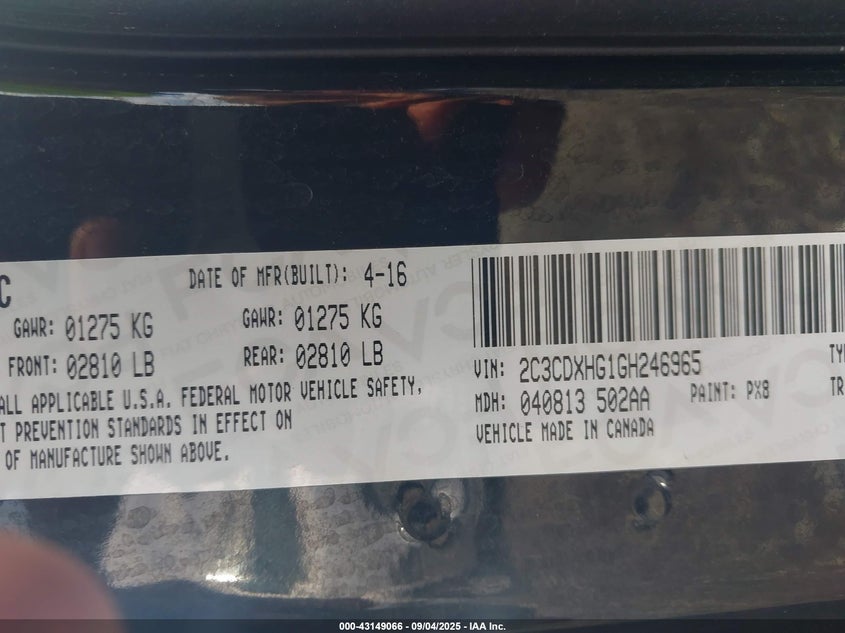 C
DATE OF MFR(BUILT): 4-16
GAWR: 01275 KG GAWR: 01275 KG
FRONT: 02810 LB REAR: 02810 LB
ALL APPLICABLE U.S.A. FEDERAL MOTOR VEHICLE SAFETY,
T PREVENTION STANDARDS IN EFFECT ON
OF MANUFACTURE SHOWN ABOVE.
VIN: 2C3CDXHG1GH246965 TY
MDH: 040813 502AA PAINT: PX8 TR
VEHICLE MADE IN CANADA
000-43149066 - 09/04/2025 - IAA Inc.